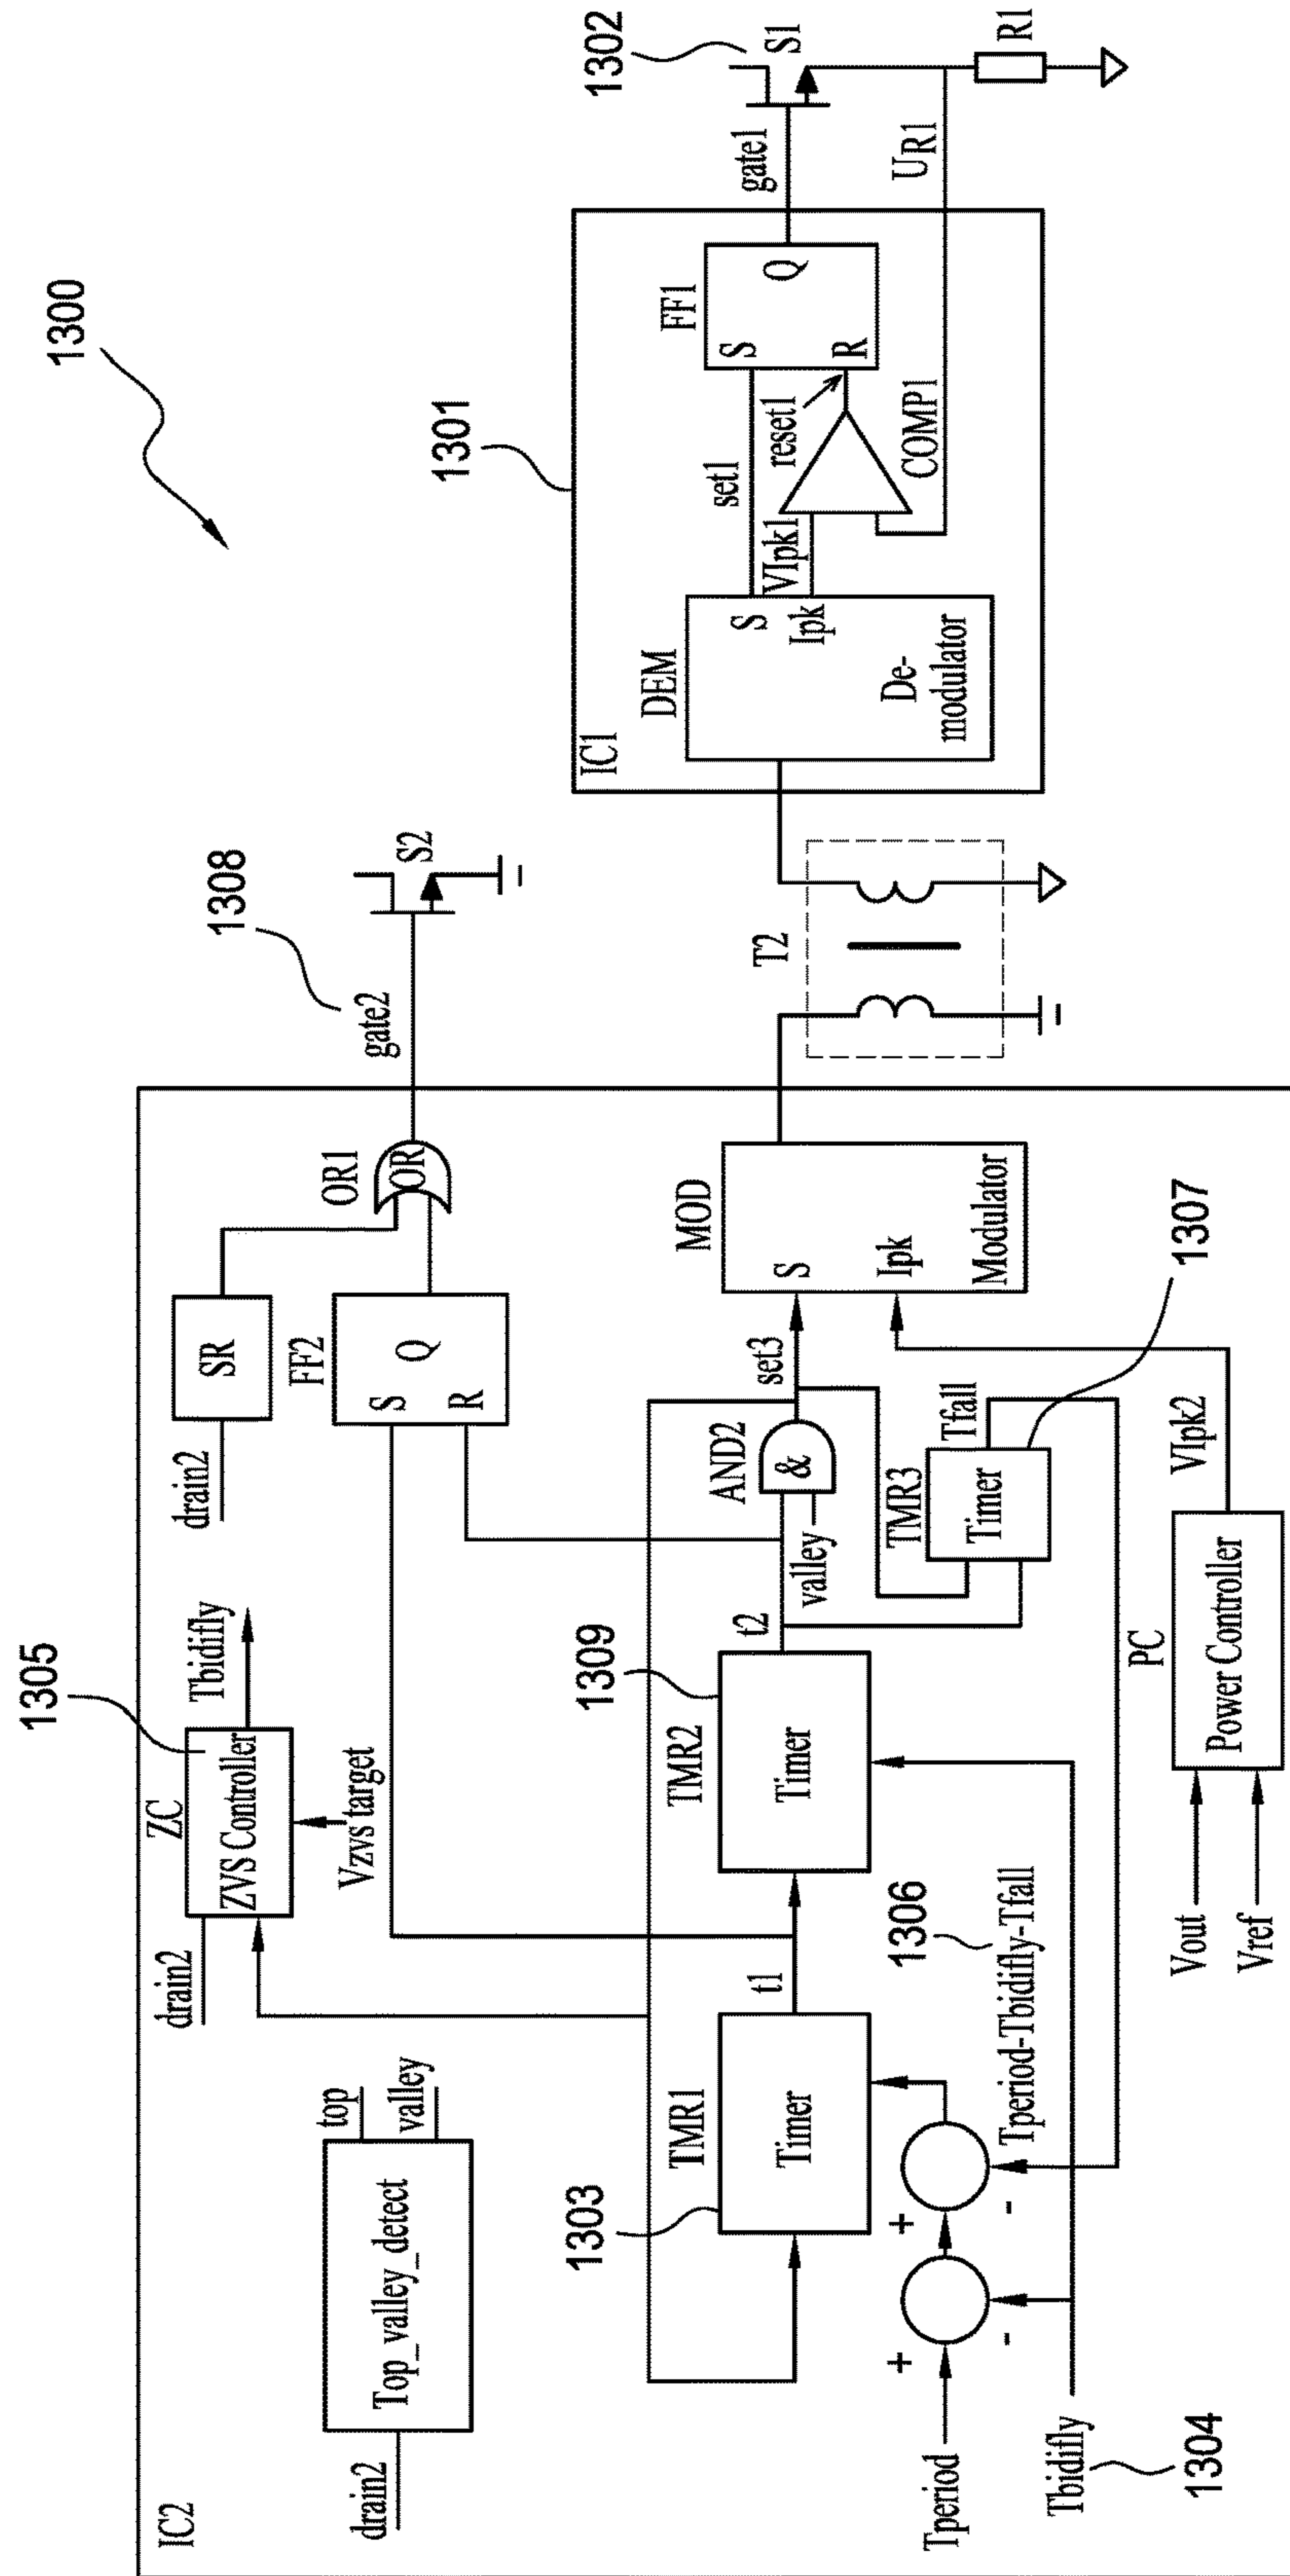 1300
IC2
drain2
Top_valley_detect
top
valley
drain2
ZC
ZVS Controller
1305
Vzvs target
Tbidifly
drain2
SR
FF2
S
Q
R
OR1
OR
gate2
1308
S2
1303
TMR1
Timer
t1
TMR2
1309
Timer
t2
valley
AND2
&
set3
MOD
S
Ipk
Modulator
TMR3
Timer
Tfall
1307
Tperiod
+
-
+
-
Tperiod-Tbidifly-Tfall
1306
Tbidifly
1304
Vout
Vref
PC
Power Controller
VIpk2
T2
1301
IC1
DEM
S
Ipk
De-
modulator
set1
VIpk1
reset1
COMP1
FF1
S
R
Q
gate1
1302
S1
UR1
R1